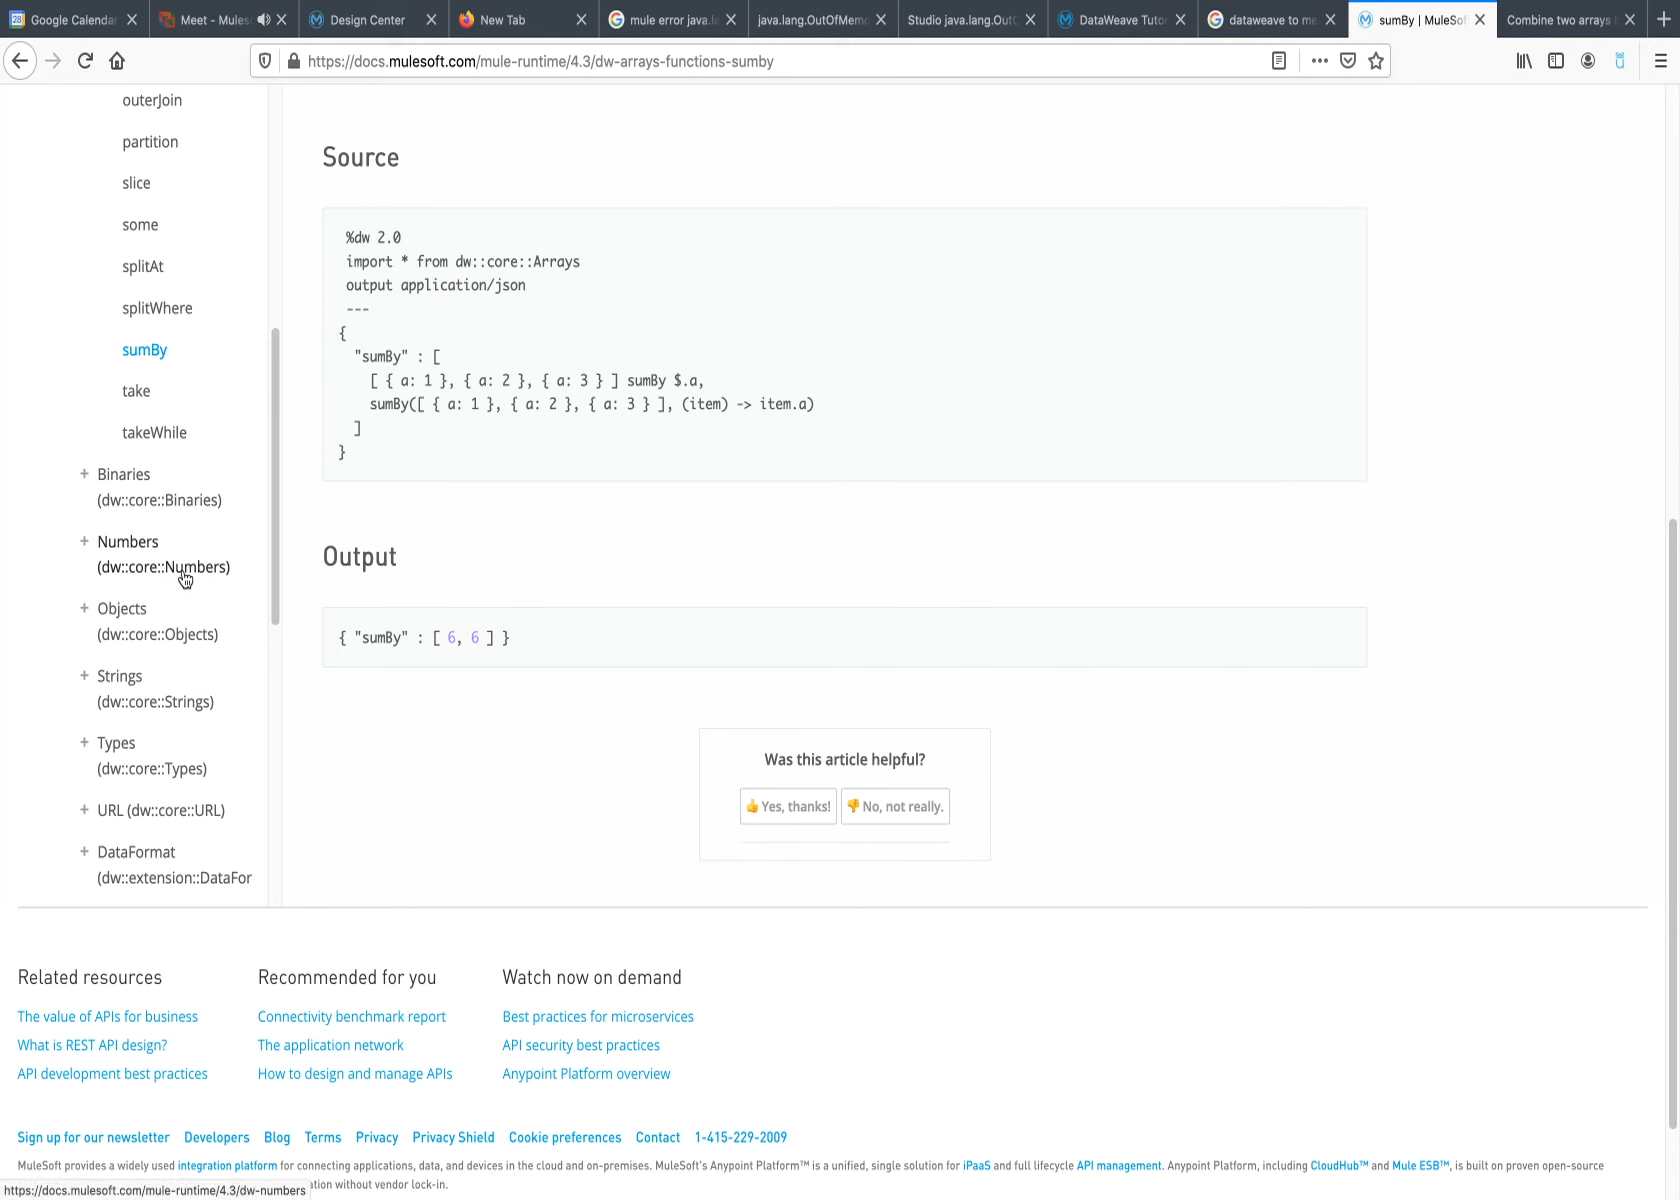 Google Calendar
Meet - Mules
Design Center
New Tab
mule error java.la
java.lang.OutOfMemo
Studio java.lang.OutO
DataWeave Tutor
dataweave to me
sumBy | MuleSof
Combine two arrays
https://docs.mulesoft.com/mule-runtime/4.3/dw-arrays-functions-sumby
outerJoin
partition
slice
some
splitAt
splitWhere
sumBy
take
takeWhile
+ Binaries
(dw::core::Binaries)
+ Numbers
(dw::core::Numbers)
+ Objects
(dw::core::Objects)
+ Strings
(dw::core::Strings)
+ Types
(dw::core::Types)
+ URL (dw::core::URL)
+ DataFormat
(dw::extension::DataFor
Source
%dw 2.0
import * from dw::core::Arrays
output application/json
---
{
"sumBy" : [
[ { a: 1 }, { a: 2 }, { a: 3 } ] sumBy $.a,
sumBy([ { a: 1 }, { a: 2 }, { a: 3 } ], (item) -> item.a)
]
}
Output
{ "sumBy" : [ 6, 6 ] }
Was this article helpful?
👍 Yes, thanks!
👎 No, not really.
Related resources
The value of APIs for business
What is REST API design?
API development best practices
Recommended for you
Connectivity benchmark report
The application network
How to design and manage APIs
Watch now on demand
Best practices for microservices
API security best practices
Anypoint Platform overview
Sign up for our newsletter Developers Blog Terms Privacy Privacy Shield Cookie preferences Contact 1-415-229-2009
MuleSoft provides a widely used integration platform for connecting applications, data, and devices in the cloud and on-premises. MuleSoft's Anypoint Platform™ is a unified, single solution for iPaaS and full lifecycle API management. Anypoint Platform, including CloudHub™ and Mule ESB™, is built on proven open-source
ation without vendor lock-in.
https://docs.mulesoft.com/mule-runtime/4.3/dw-numbers